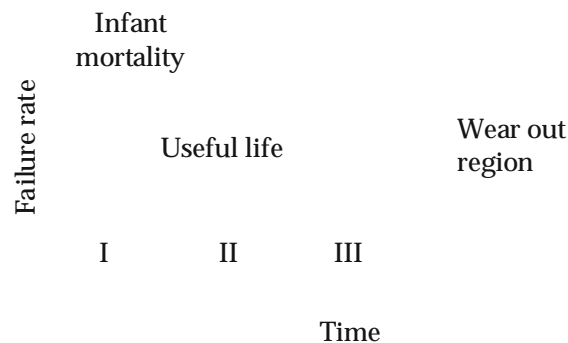 Infant
mortality
Failure rate
Useful life
Wear out
region
I
II
III
Time